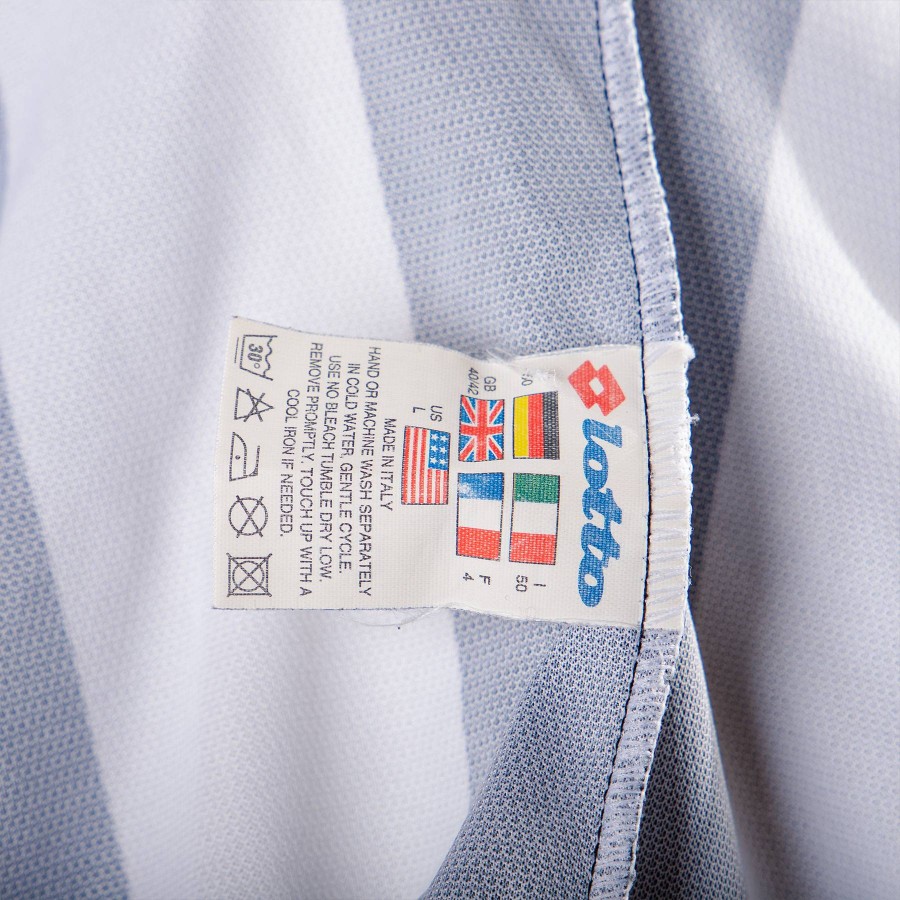 lotto
GB
40/42
I
50
F
4
US
L
MADE IN ITALY
HAND OR MACHINE WASH SEPARATELY
IN COLD WATER, GENTLE CYCLE.
USE NO BLEACH TUMBLE DRY LOW.
REMOVE PROMPTLY. TOUCH UP WITH A
COOL IRON IF NEEDED.
30°